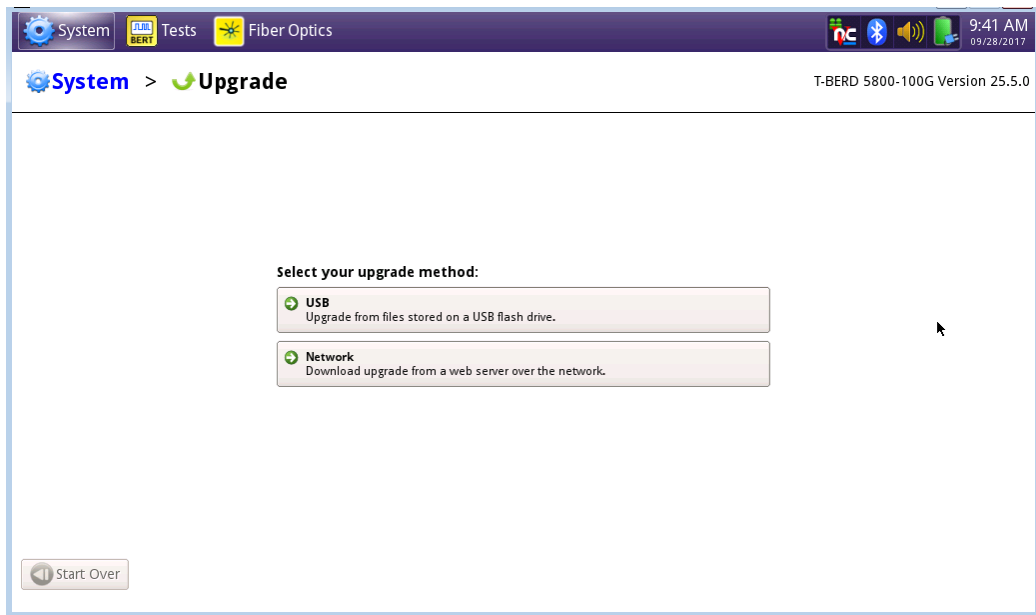 System
BERT
Tests
Fiber Optics
9:41 AM
09/28/2017
System > Upgrade
T-BERD 5800-100G Version 25.5.0
Select your upgrade method:
USB
Upgrade from files stored on a USB flash drive.
Network
Download upgrade from a web server over the network.
Start Over